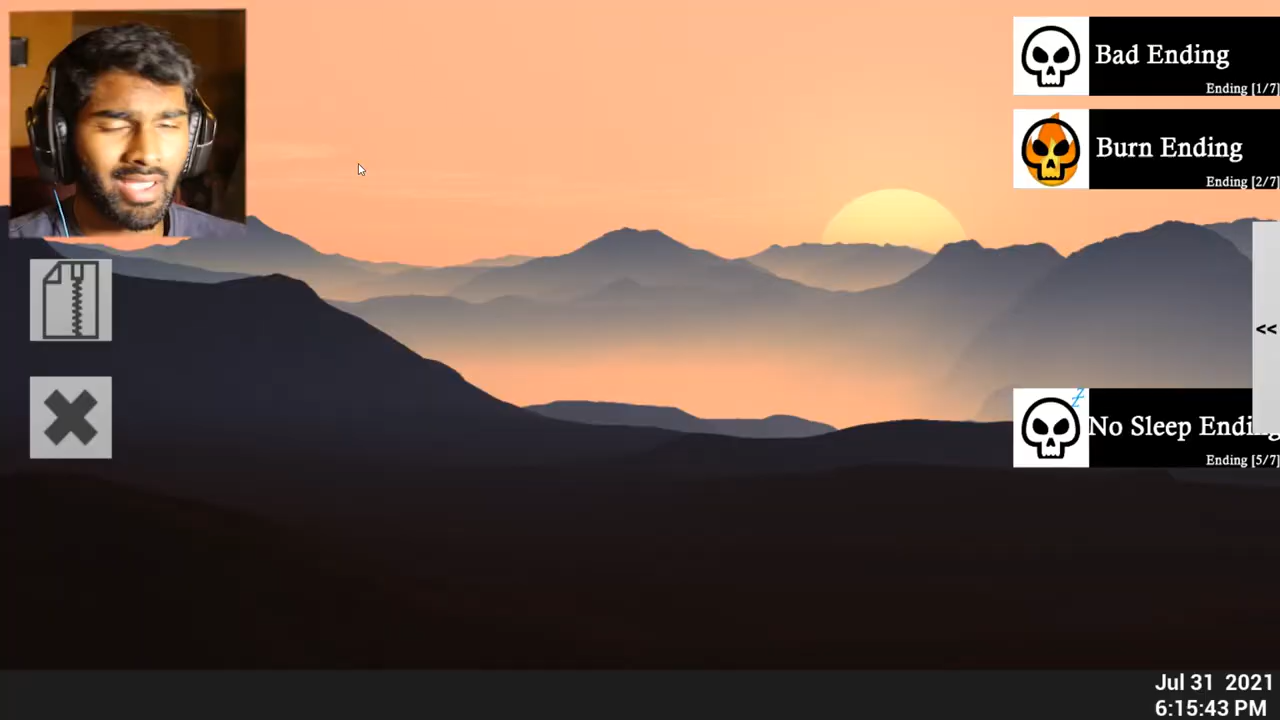 Bad Ending
Ending [1/7]
Burn Ending
Ending [2/7]
<<
No Sleep Ending
Ending [5/7]
Jul 31 2021
6:15:43 PM